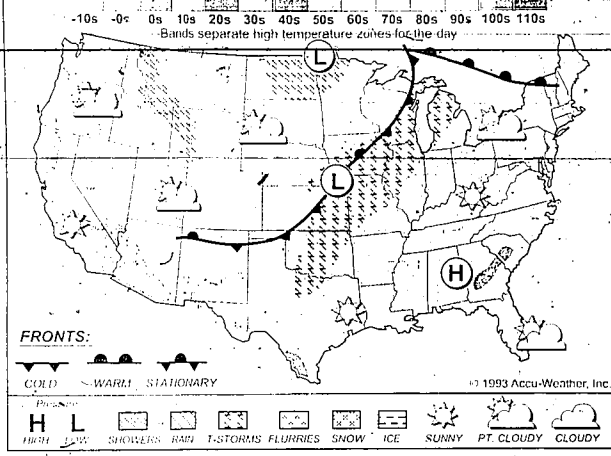 -10s -0s 0s 10s 20s 30s 40s 50s 60s 70s 80s 90s 100s 110s
Bands separate high temperature zones for the day
L
L
H
FRONTS:
COLD WARM STATIONARY
© 1993 Accu-Weather, Inc.
Pressure
H L
HIGH LOW SHOWERS RAIN T-STORMS FLURRIES SNOW ICE SUNNY PT. CLOUDY CLOUDY